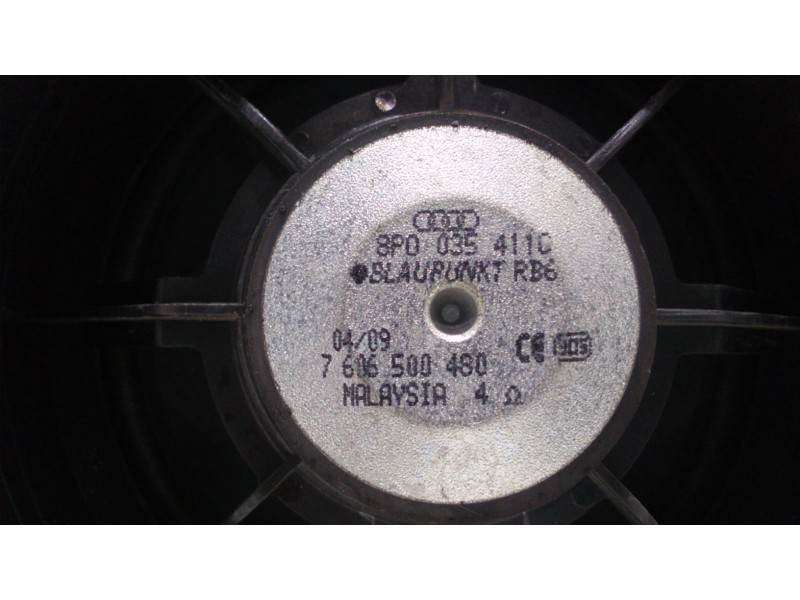 8P0 035 411C
BLAUPUNKT RB6
04/09
7 606 500 480
MALAYSIA 4 Ω